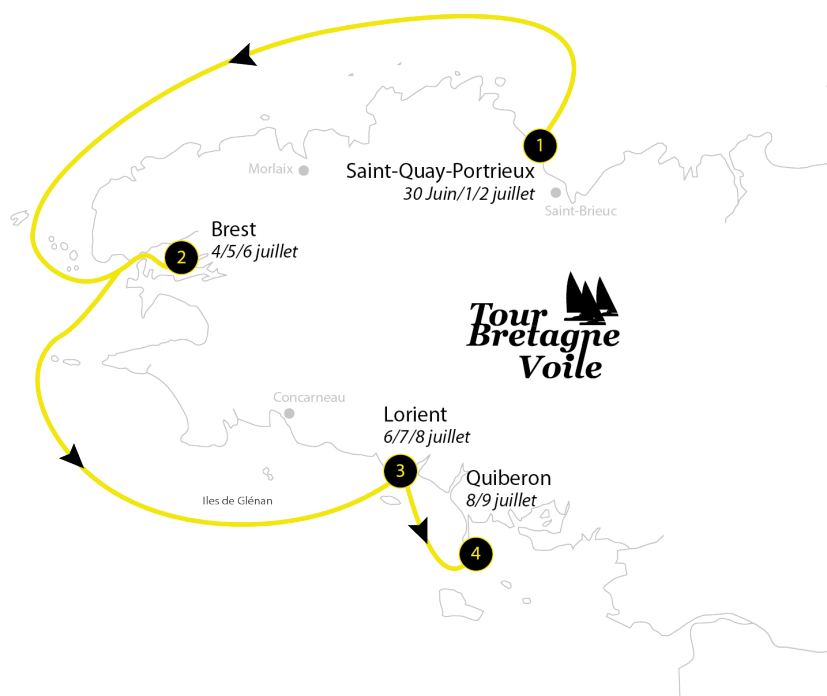 1
Morlaix
Saint-Quay-Portrieux
30 Juin/1/2 juillet
Saint-Brieuc
Brest
4/5/6 juillet
2
Tour
Bretagne
Voile
Concarneau
Lorient
6/7/8 juillet
3
Quiberon
8/9 juillet
Iles de Glénan
4